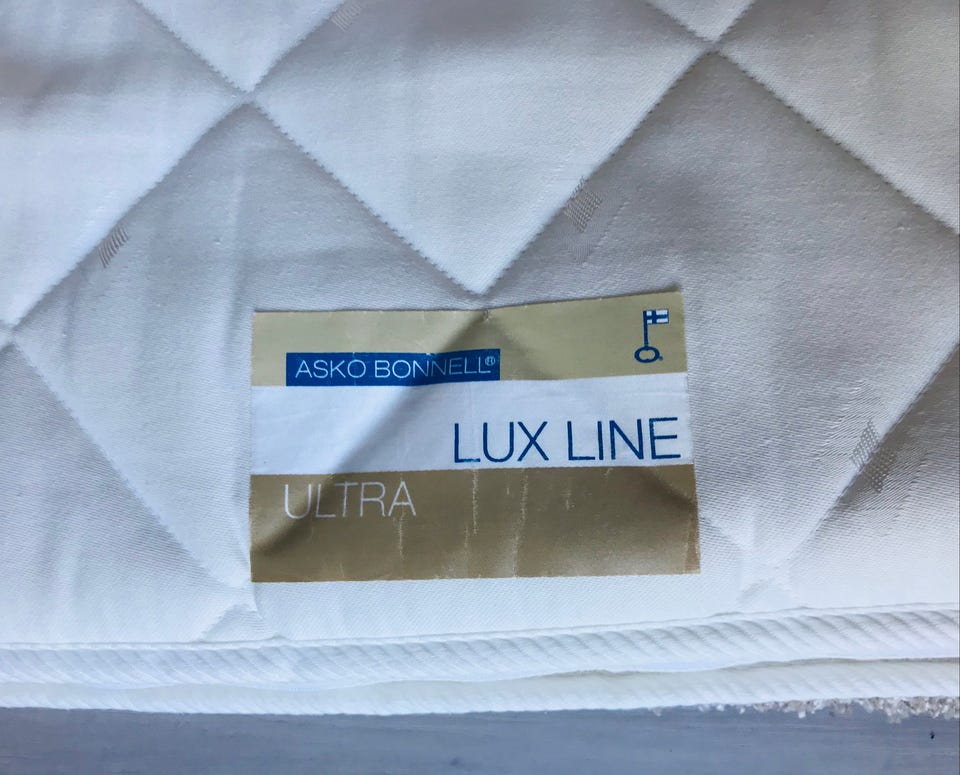 ASKO BONNELL®
LUX LINE
ULTRA